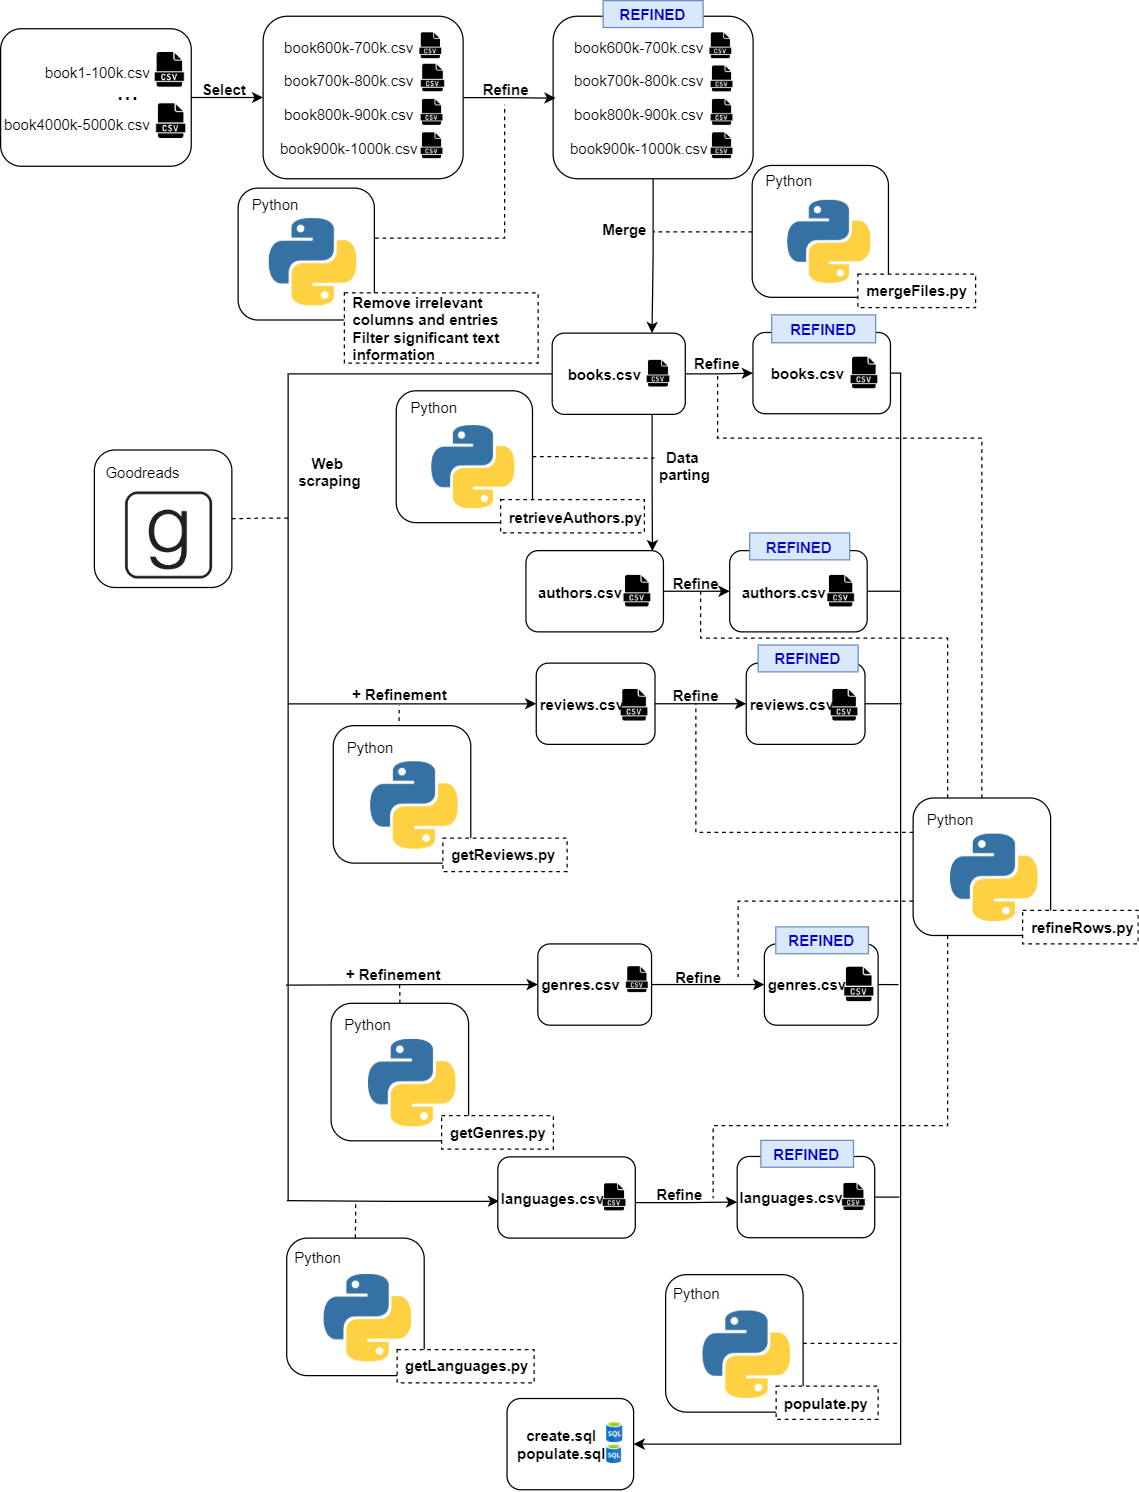 REFINED
book1-100k.csv
...
book4000k-5000k.csv
CSV
CSV
Select
book600k-700k.csv
book700k-800k.csv
book800k-900k.csv
book900k-1000k.csv
CSV
CSV
CSV
CSV
Refine
book600k-700k.csv
book700k-800k.csv
book800k-900k.csv
book900k-1000k.csv
CSV
CSV
CSV
CSV
Python
Remove irrelevant
columns and entries
Filter significant text
information
Merge
Python
mergeFiles.py
books.csv
CSV
Refine
REFINED
books.csv
CSV
Goodreads
g
Web
scraping
Python
retrieveAuthors.py
Data
parting
authors.csv
CSV
Refine
REFINED
authors.csv
CSV
+ Refinement
reviews.csv
CSV
Refine
REFINED
reviews.csv
CSV
Python
getReviews.py
Python
refineRows.py
+ Refinement
genres.csv
CSV
Refine
REFINED
genres.csv
CSV
Python
getGenres.py
languages.csv
CSV
Refine
REFINED
languages.csv
CSV
Python
getLanguages.py
Python
populate.py
create.sql
SQL
populate.sql
SQL